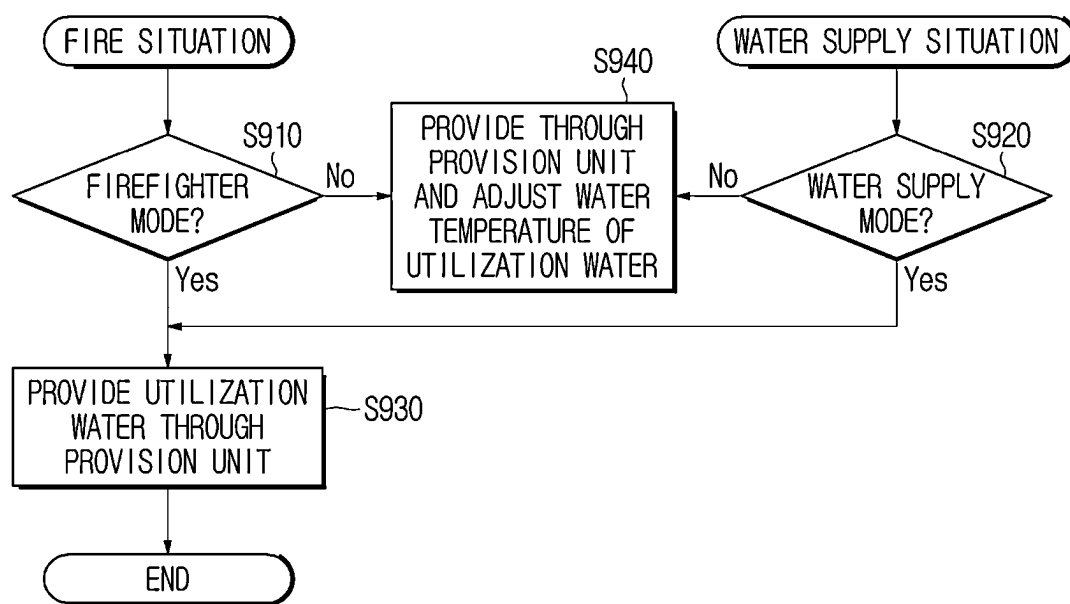 FIRE SITUATION
WATER SUPPLY SITUATION
S940
S910
FIREFIGHTER
MODE?
No
PROVIDE THROUGH
PROVISION UNIT
AND ADJUST WATER
TEMPERATURE OF
UTILIZATION WATER
S920
No
WATER SUPPLY
MODE?
Yes
Yes
PROVIDE UTILIZATION
WATER THROUGH
PROVISION UNIT
S930
END